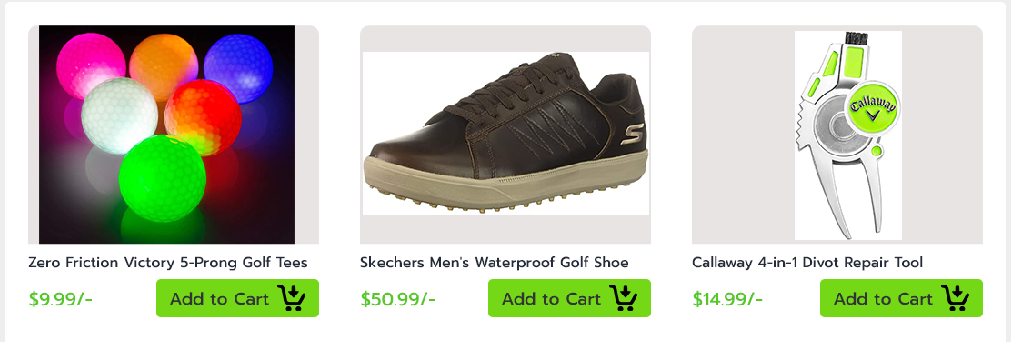 Callaway
Zero Friction Victory 5-Prong Golf Tees
Skechers Men's Waterproof Golf Shoe
Callaway 4-in-1 Divot Repair Tool
$9.99/-
Add to Cart
$50.99/-
Add to Cart
$14.99/-
Add to Cart